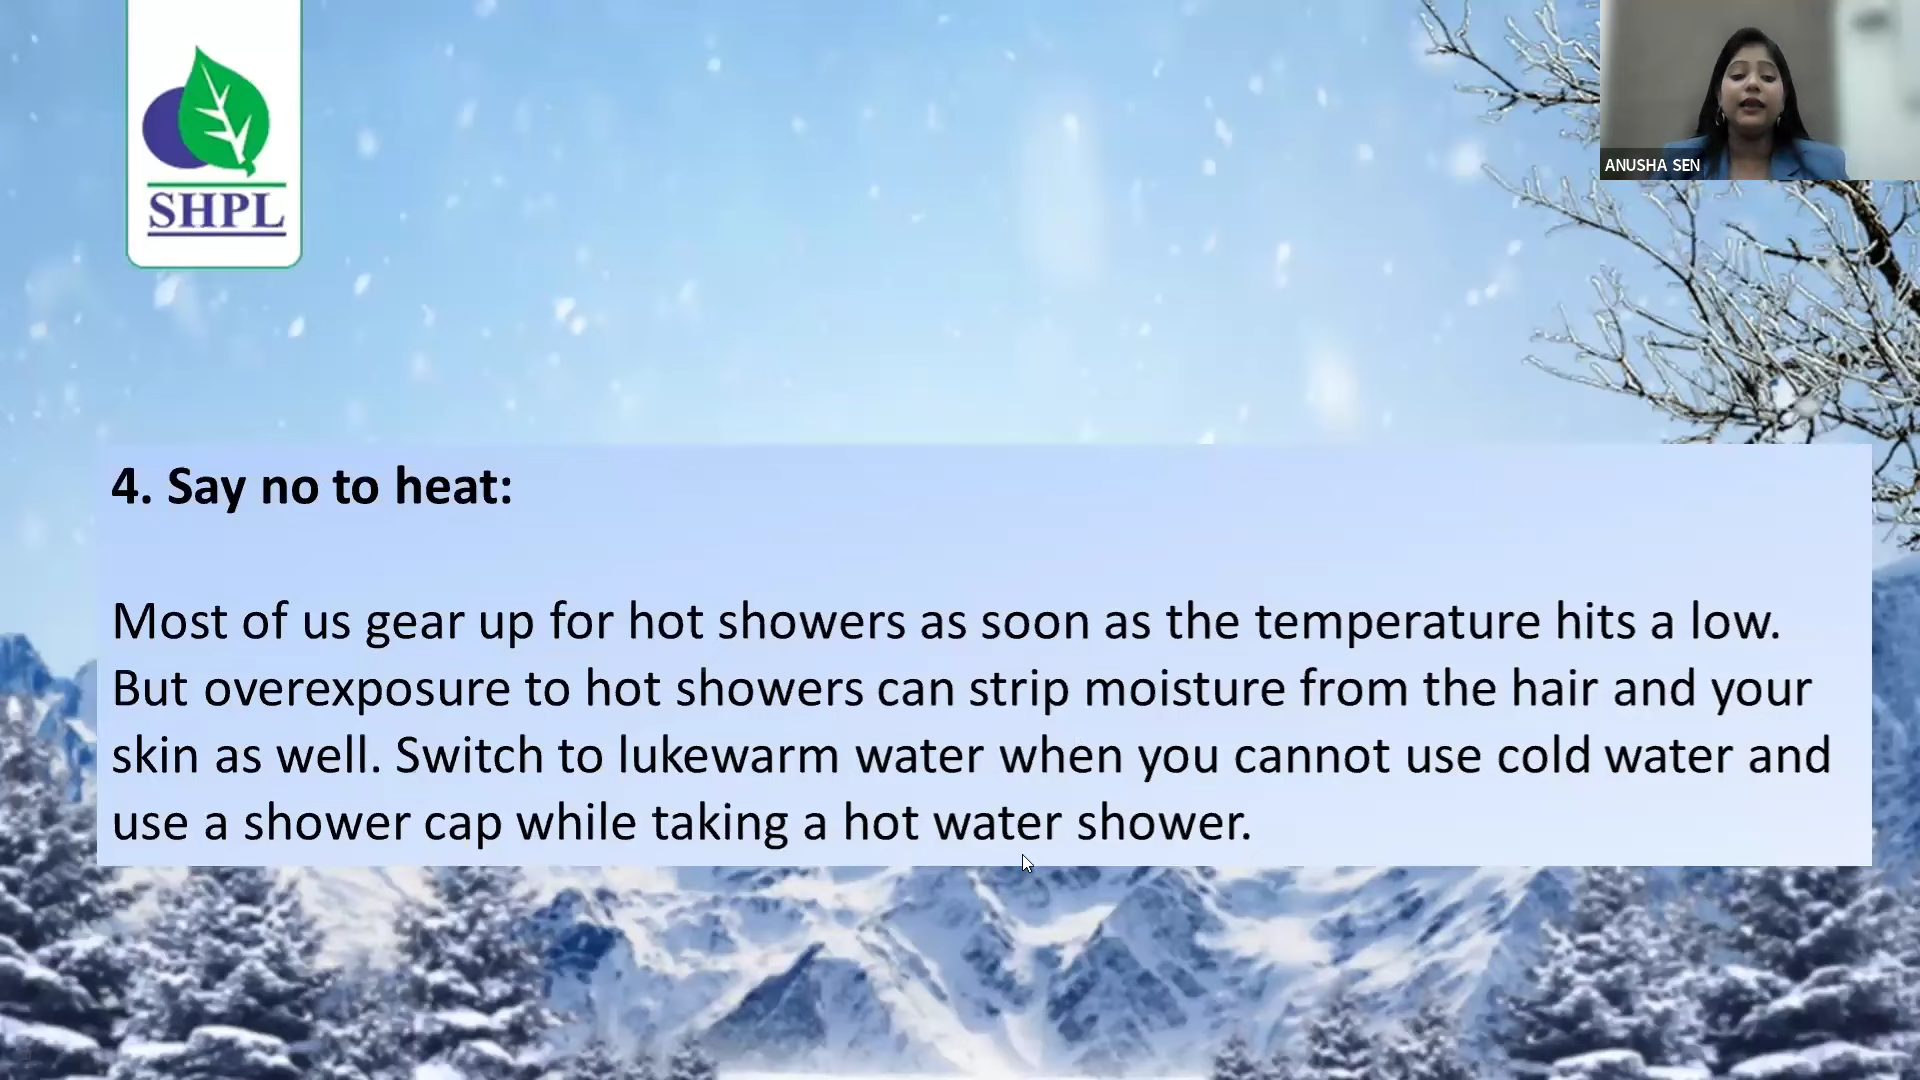 SHPL
ANUSHA SEN
4. Say no to heat:
Most of us gear up for hot showers as soon as the temperature hits a low.
But overexposure to hot showers can strip moisture from the hair and your
skin as well. Switch to lukewarm water when you cannot use cold water and
use a shower cap while taking a hot water shower.